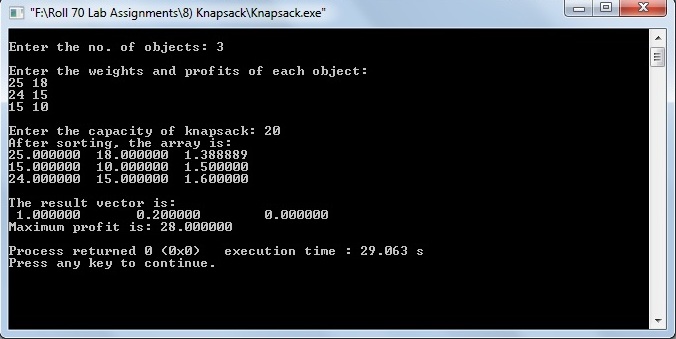 "F:\Roll 70 Lab Assignments\8) Knapsack\Knapsack.exe"
Enter the no. of objects: 3
Enter the weights and profits of each object:
25 18
24 15
15 10
Enter the capacity of knapsack: 20
After sorting, the array is:
25.000000  18.000000  1.388889
15.000000  10.000000  1.500000
24.000000  15.000000  1.600000
The result vector is:
1.000000       0.200000       0.000000
Maximum profit is: 28.000000
Process returned 0 (0x0)   execution time : 29.063 s
Press any key to continue.